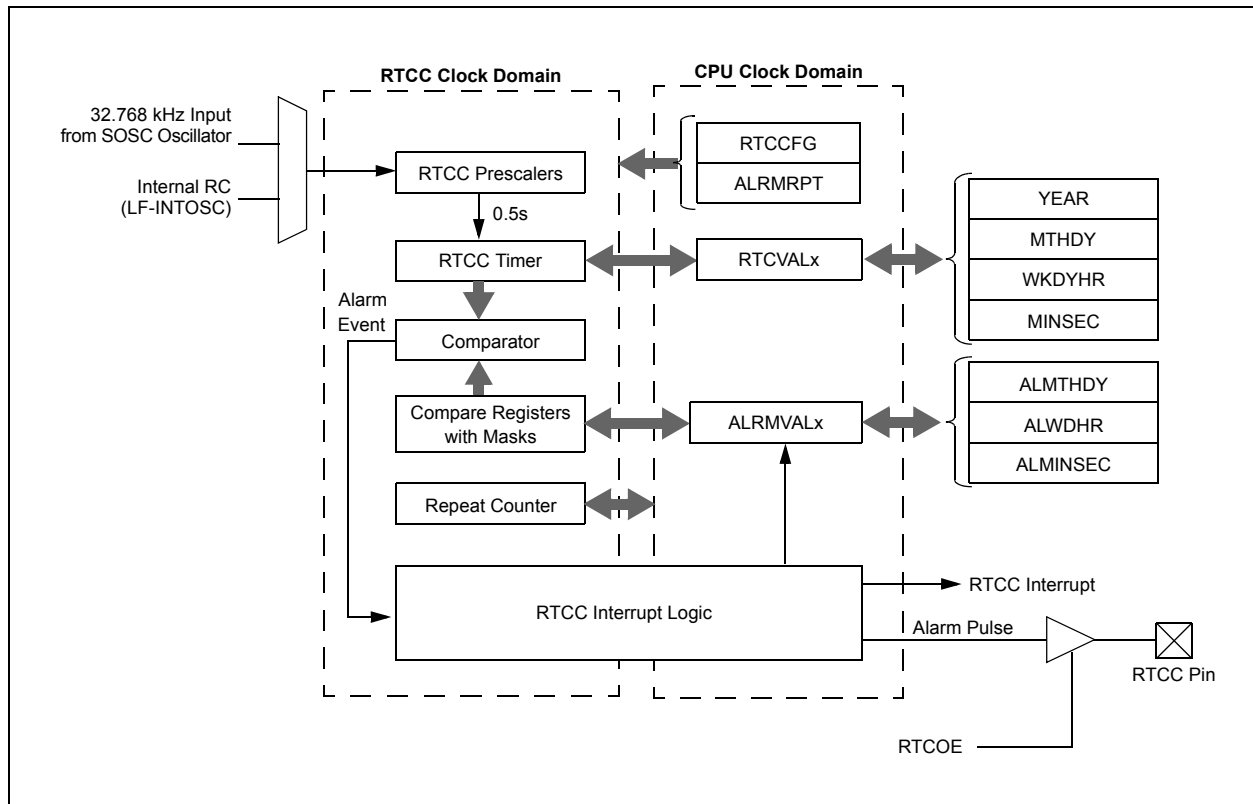 RTCC Clock Domain
CPU Clock Domain
32.768 kHz Input
from SOSC Oscillator
Internal RC
(LF-INTOSC)
RTCC Prescalers
0.5s
RTCC Timer
Alarm
Event
Comparator
Compare Registers
with Masks
Repeat Counter
RTCC Interrupt Logic
RTCCFG
ALRMRPT
RTCVALx
ALRMVALx
YEAR
MTHDY
WKDYHR
MINSEC
ALMTHDY
ALWDHR
ALMINSEC
RTCC Interrupt
Alarm Pulse
RTCC Pin
RTCOE